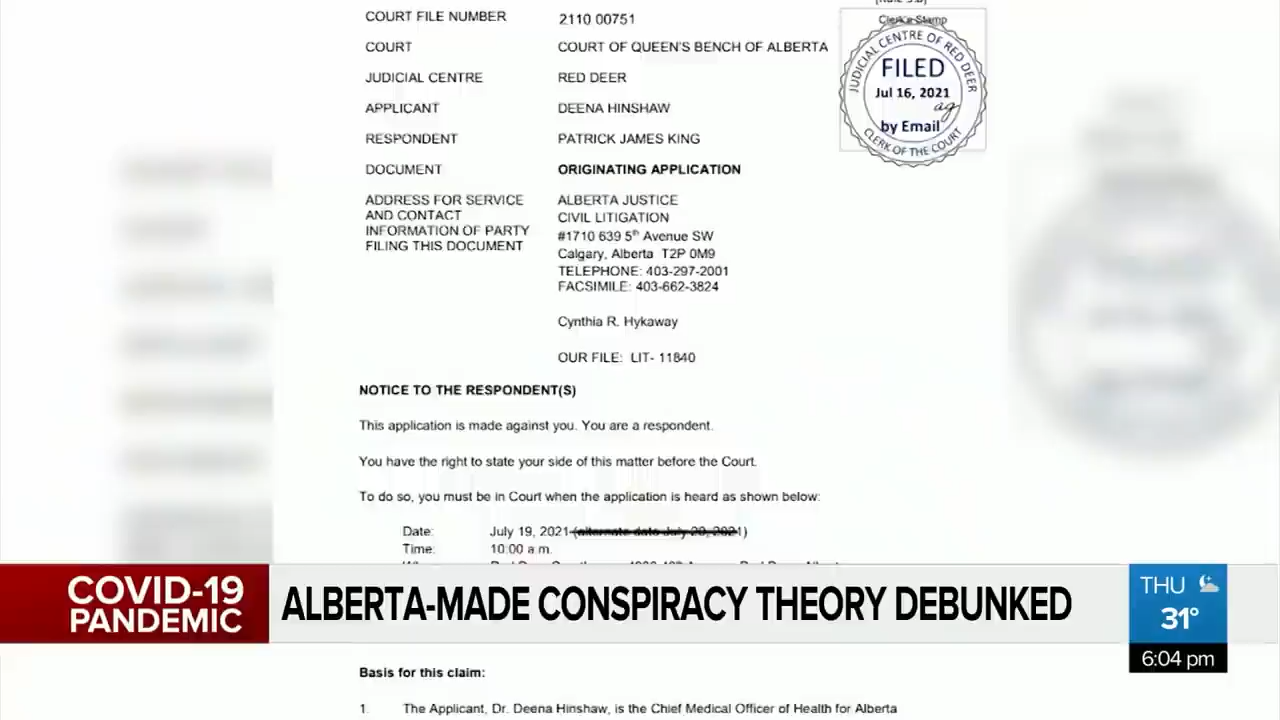 COURT FILE NUMBER 2110 00751
Clerk's Stamp
COURT COURT OF QUEEN'S BENCH OF ALBERTA
JUDICIAL CENTRE RED DEER
APPLICANT DEENA HINSHAW
RESPONDENT PATRICK JAMES KING
DOCUMENT ORIGINATING APPLICATION
JUDICIAL CENTRE OF RED DEER
FILED
Jul 16, 2021
ag
by Email
CLERK OF THE COURT
ADDRESS FOR SERVICE
AND CONTACT
INFORMATION OF PARTY
FILING THIS DOCUMENT
ALBERTA JUSTICE
CIVIL LITIGATION
#1710 639 5th Avenue SW
Calgary, Alberta T2P 0M9
TELEPHONE: 403-297-2001
FACSIMILE: 403-662-3824
Cynthia R. Hykaway
OUR FILE: LIT- 11840
NOTICE TO THE RESPONDENT(S)
This application is made against you. You are a respondent.
You have the right to state your side of this matter before the Court.
To do so, you must be in Court when the application is heard as shown below:
Date: July 19, 2021 (alternate date July 20, 2021)
Time: 10:00 a.m.
COVID-19
PANDEMIC
ALBERTA-MADE CONSPIRACY THEORY DEBUNKED
THU
31°
6:04 pm
Basis for this claim:
1. The Applicant, Dr. Deena Hinshaw, is the Chief Medical Officer of Health for Alberta